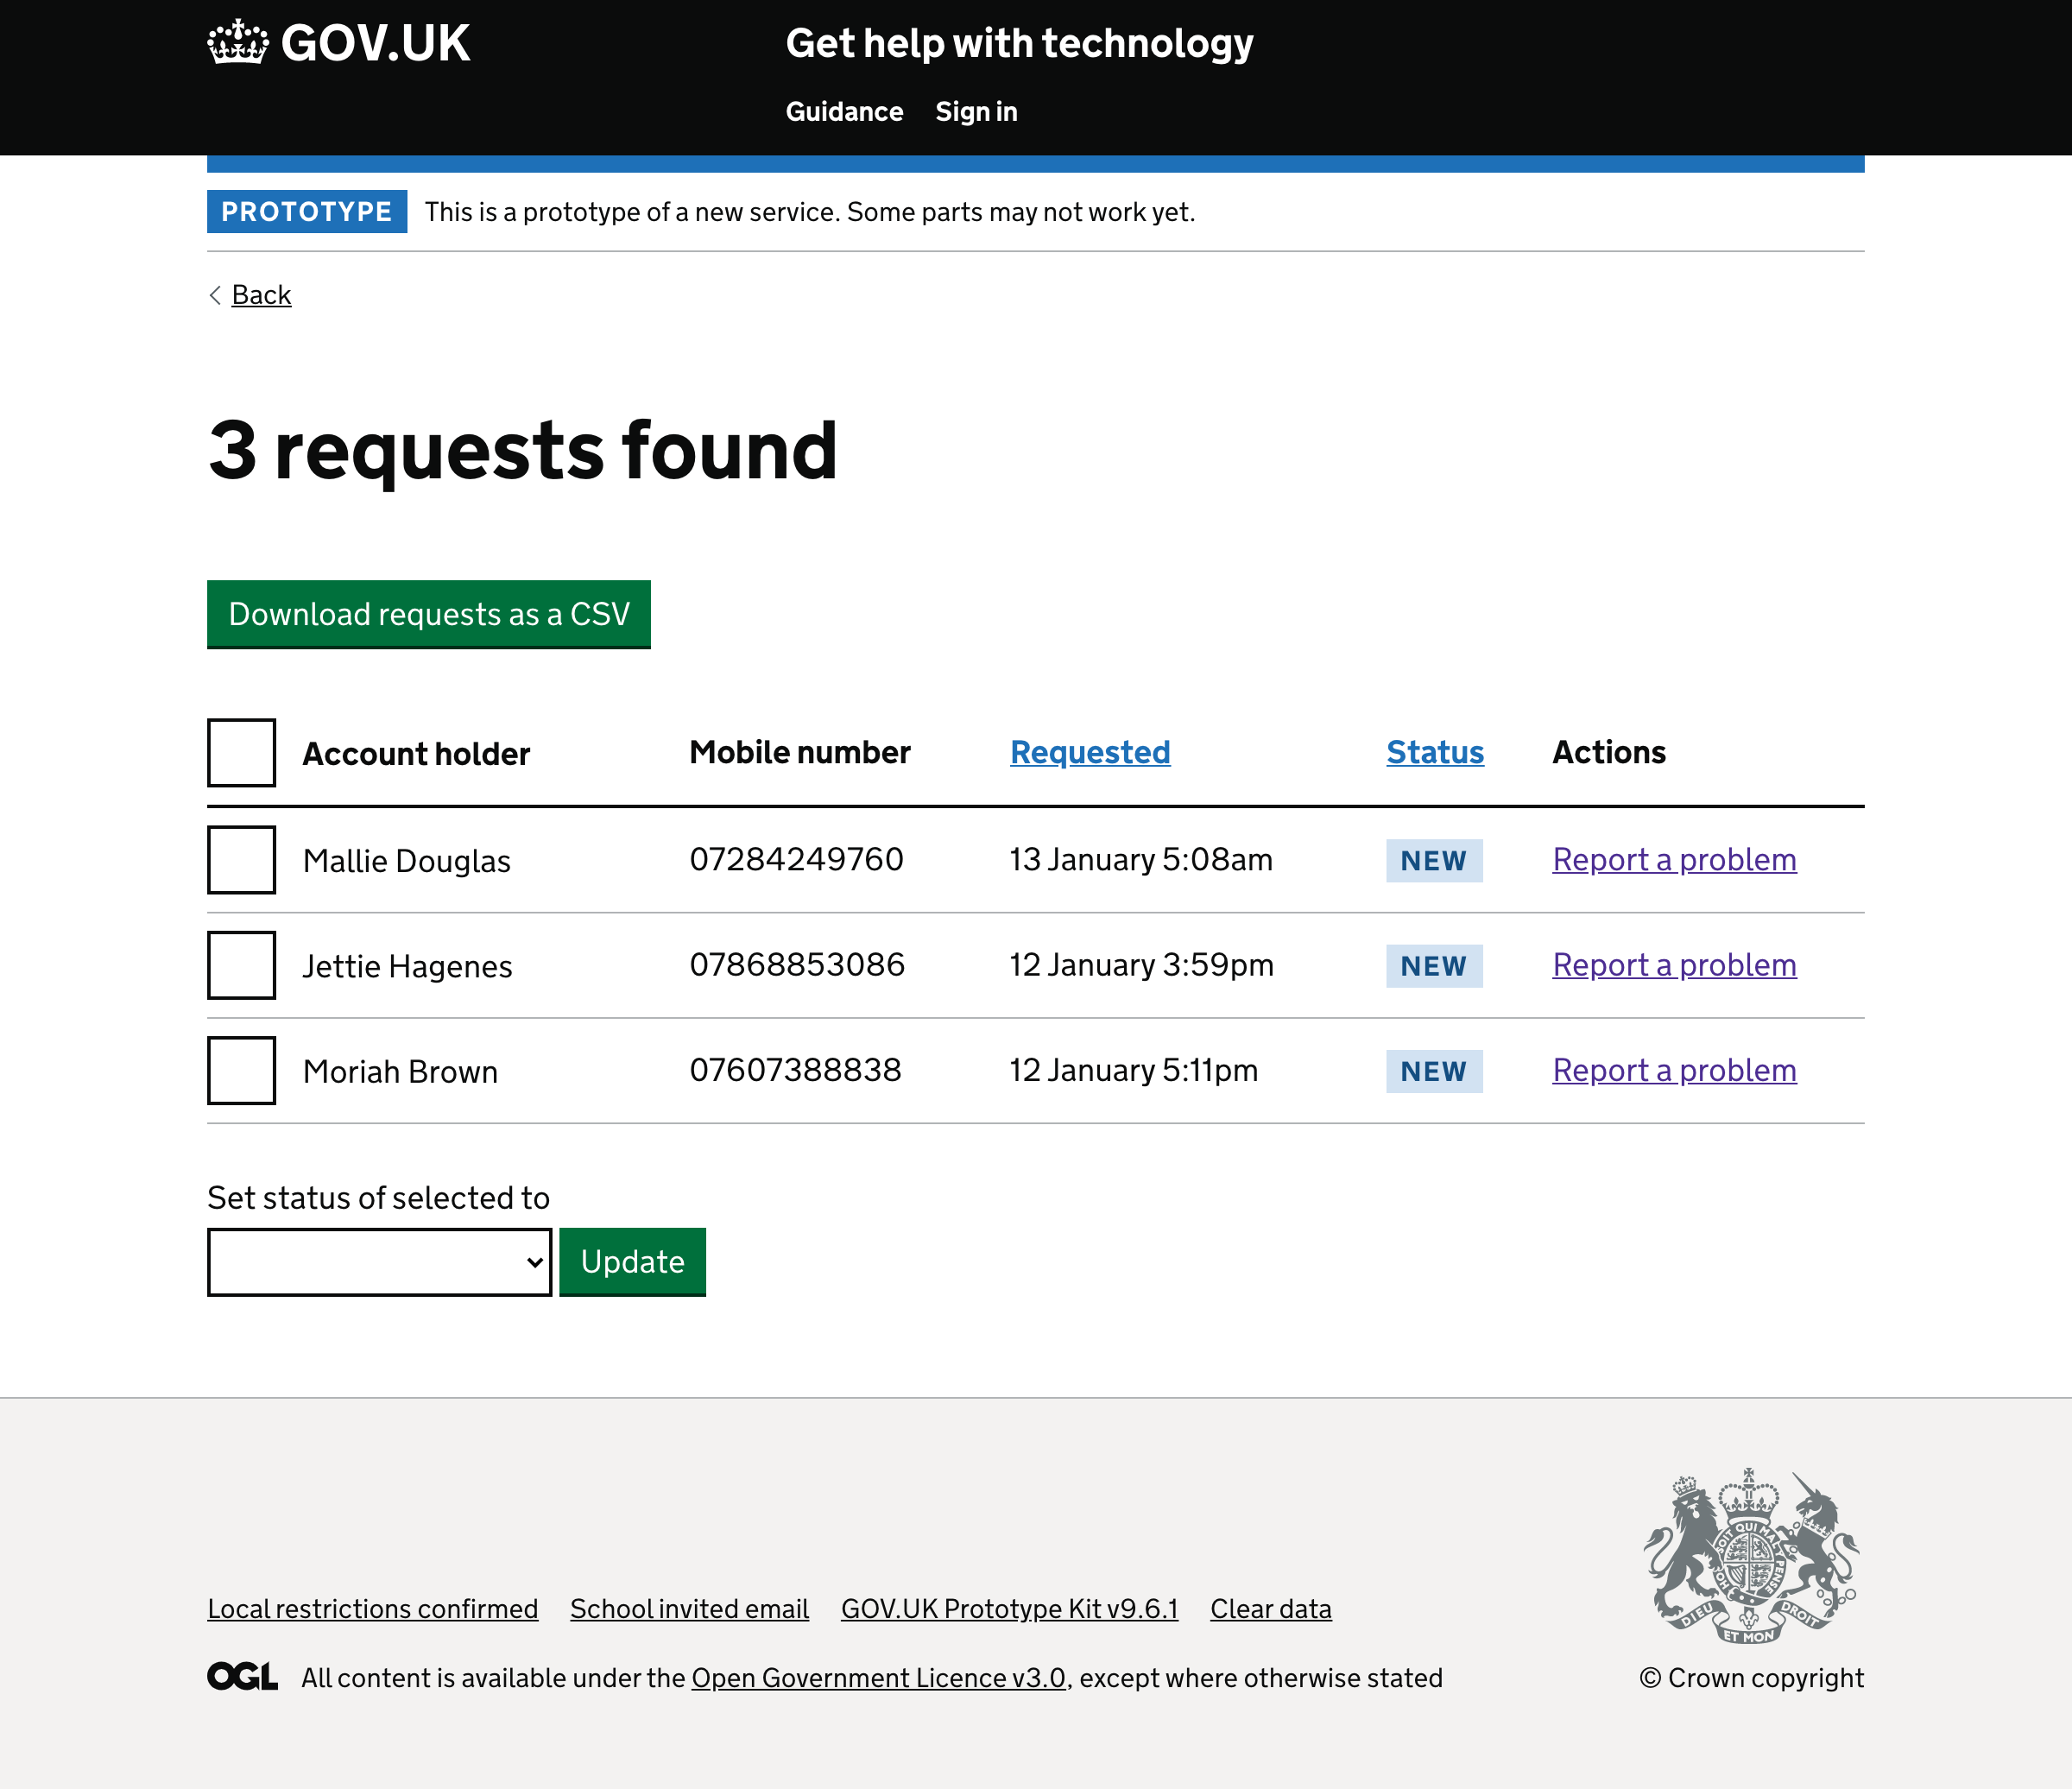 GOV.UK Get help with technology
Guidance Sign in
PROTOTYPE This is a prototype of a new service. Some parts may not work yet.
Back
3 requests found
Download requests as a CSV
Account holder Mobile number Requested Status Actions
Mallie Douglas 07284249760 13 January 5:08am NEW Report a problem
Jettie Hagenes 07868853086 12 January 3:59pm NEW Report a problem
Moriah Brown 07607388838 12 January 5:11pm NEW Report a problem
Set status of selected to
Update
DIEU ET MON DROIT
Local restrictions confirmed School invited email GOV.UK Prototype Kit v9.6.1 Clear data
OGL All content is available under the Open Government Licence v3.0, except where otherwise stated © Crown copyright